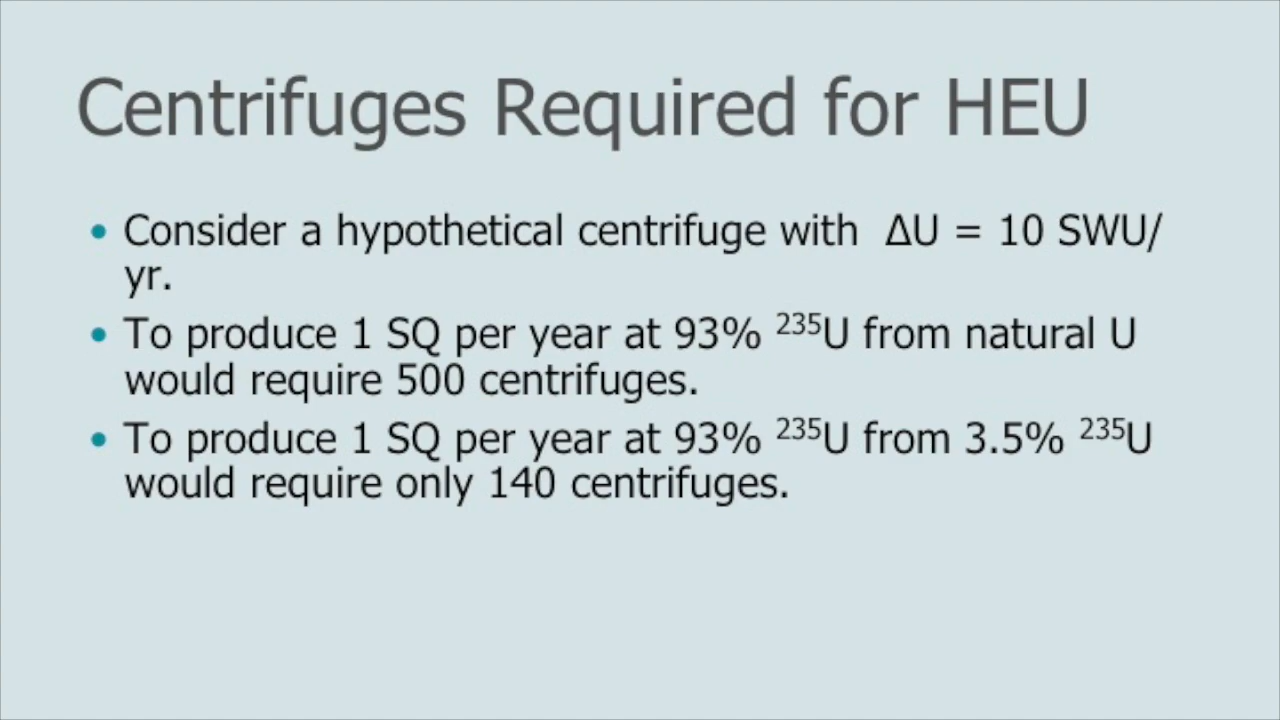 Centrifuges Required for HEU
• Consider a hypothetical centrifuge with ΔU = 10 SWU/
yr.
• To produce 1 SQ per year at 93% ²³⁵U from natural U
would require 500 centrifuges.
• To produce 1 SQ per year at 93% ²³⁵U from 3.5% ²³⁵U
would require only 140 centrifuges.